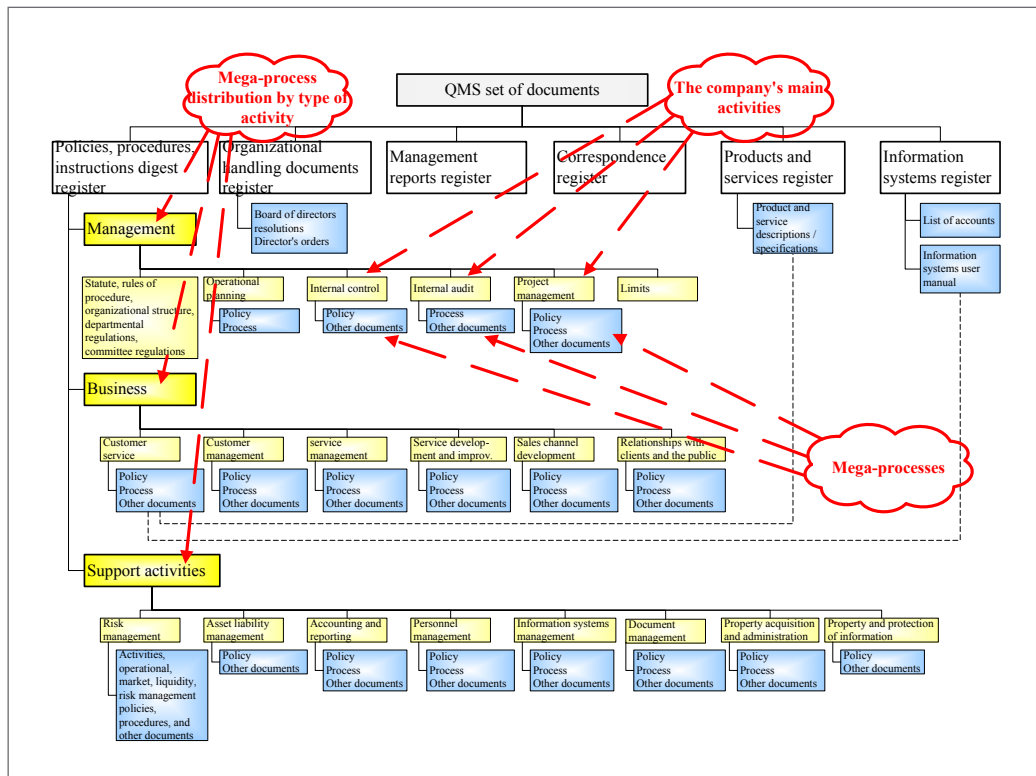 Mega-process
distribution by type of
activity
QMS set of documents
The company's main
activities
Policies, procedures,
instructions digest
register
Organizational
handling documents
register
Management
reports register
Correspondence
register
Products and
services register
Information
systems register
Board of directors
resolutions
Director's orders
Product and
service
descriptions /
specifications
List of accounts
Information
systems user
manual
Management
Statute, rules of
procedure,
organizational structure,
departmental
regulations,
committee regulations
Operational
planning
Policy
Process
Internal control
Policy
Other documents
Internal audit
Process
Other documents
Project
management
Policy
Process
Other documents
Limits
Business
Customer
service
Policy
Process
Other documents
Customer
management
Policy
Process
Other documents
service
management
Policy
Process
Other documents
Service develop-
ment and improv.
Policy
Process
Other documents
Sales channel
development
Policy
Process
Other documents
Relationships with
clients and the public
Policy
Process
Other documents
Mega-processes
Support activities
Risk
management
Activities,
operational,
market, liquidity,
risk management
policies,
procedures, and
other documents
Asset liability
management
Policy
Other documents
Accounting and
reporting
Policy
Process
Other documents
Personnel
management
Policy
Process
Other documents
Information systems
management
Policy
Process
Other documents
Document
management
Policy
Process
Other documents
Property acquisition
and administration
Policy
Process
Other documents
Property and protection
of information
Policy
Other documents